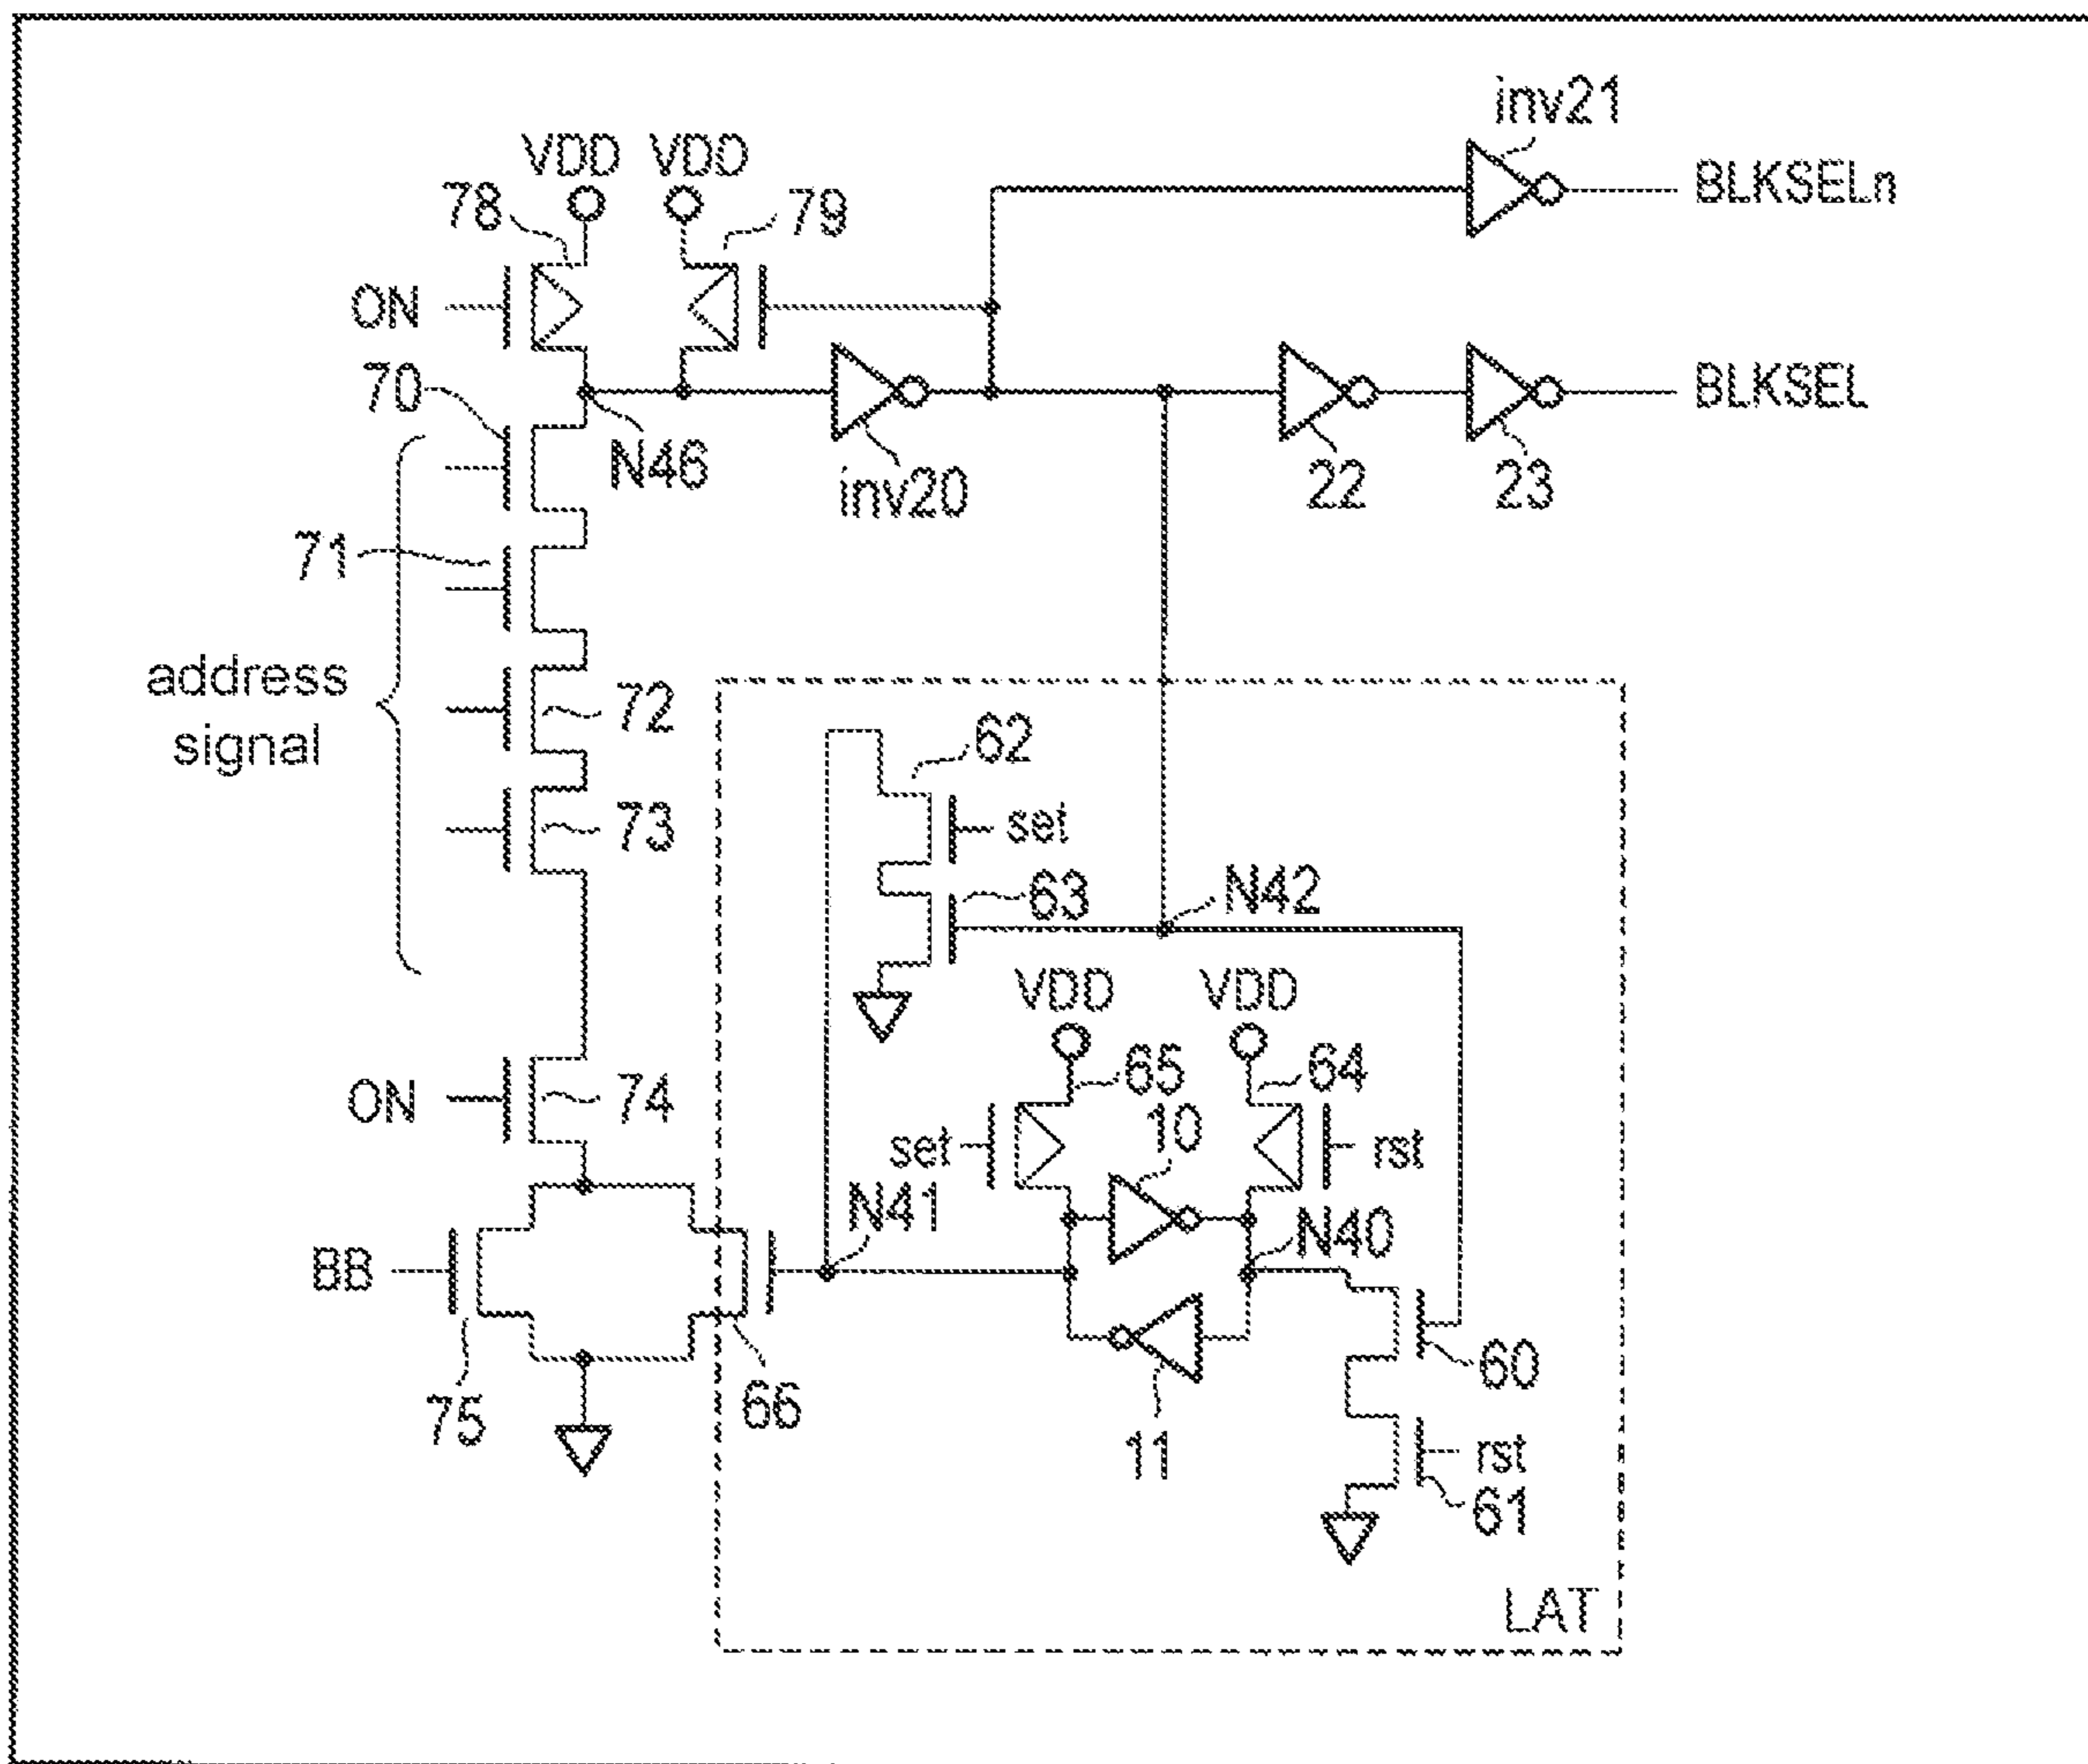 inv21
VDD VDD
BLKSELn
78
79
ON
70
BLKSEL
N46
inv20
22
23
71
address
signal
72
62
73
set
63
N42
VDD VDD
65
64
ON
74
10
set
rst
N41
N40
BB
60
75
66
11
rst
61
LAT